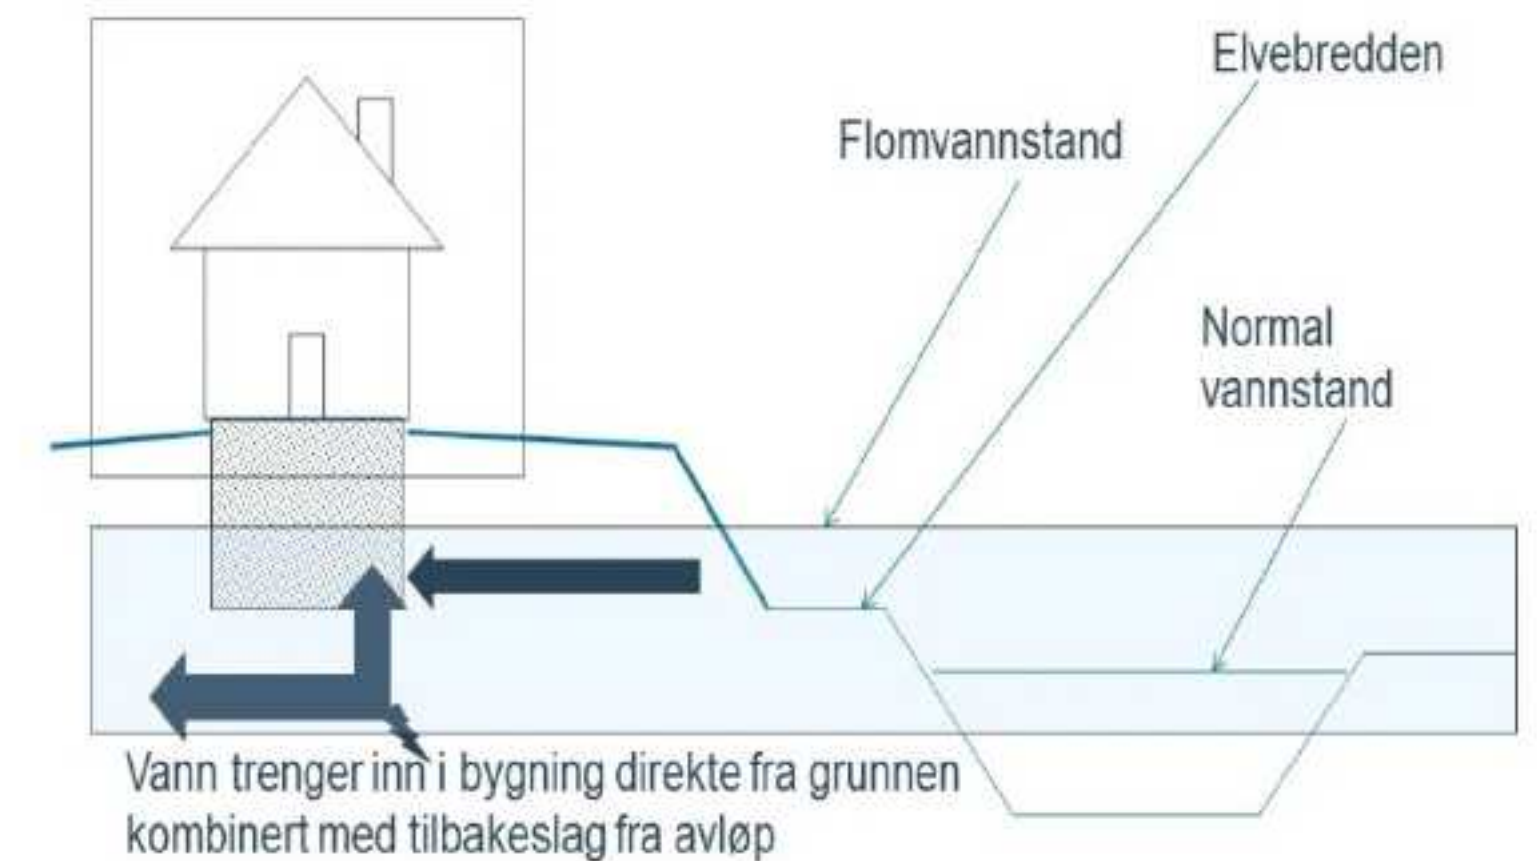 Elvebredden
Flomvannstand
Normal
vannstand
Vann trenger inn i bygning direkte fra grunnen
kombinert med tilbakeslag fra avløp